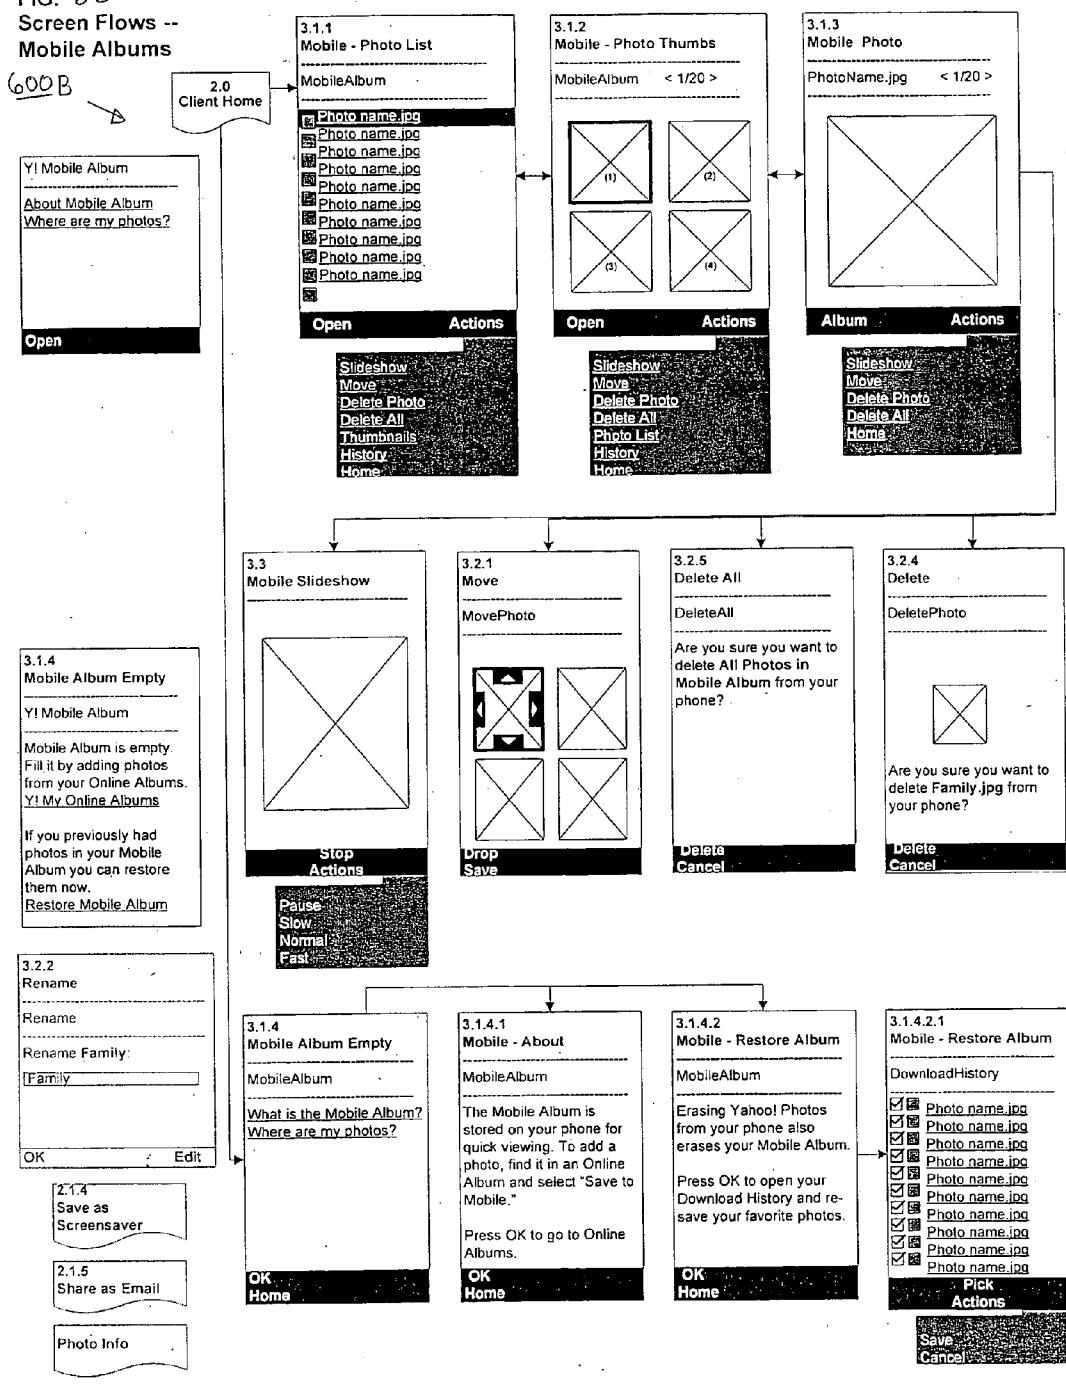 FIG.
Screen Flows --
Mobile Albums
600B
2.0
Client Home
Y! Mobile Album
About Mobile Album
Where are my photos?
Open
3.1.1
Mobile - Photo List
MobileAlbum
Photo name.jpg
Photo name.jpg
Photo name.jpg
Photo name.jpg
Photo name.jpg
Photo name.jpg
Photo name.jpg
Photo name.jpg
Photo name.jpg
Photo name.jpg
Open Actions
Slideshow
Move
Delete Photo
Delete All
Thumbnails
History
Home
3.1.2
Mobile - Photo Thumbs
MobileAlbum < 1/20 >
(1) (2)
(3) (4)
Open Actions
Slideshow
Move
Delete Photo
Delete All
Photo List
History
Home
3.1.3
Mobile Photo
PhotoName.jpg < 1/20 >
Album Actions
Slideshow
Move
Delete Photo
Delete All
Home
3.3
Mobile Slideshow
Stop
Actions
Pause
Slow
Normal
Fast
3.2.1
Move
MovePhoto
Drop
Save
3.2.5
Delete All
DeleteAll
Are you sure you want to
delete All Photos in
Mobile Album from your
phone?
Delete
Cancel
3.2.4
Delete
DeletePhoto
Are you sure you want to
delete Family.jpg from
your phone?
Delete
Cancel
3.1.4
Mobile Album Empty
Y! Mobile Album
Mobile Album is empty.
Fill it by adding photos
from your Online Albums.
Y! My Online Albums
If you previously had
photos in your Mobile
Album you can restore
them now.
Restore Mobile Album
3.2.2
Rename
Rename
Rename Family:
Family
OK Edit
2.1.4
Save as
Screensaver
2.1.5
Share as Email
Photo Info
3.1.4
Mobile Album Empty
MobileAlbum
What is the Mobile Album?
Where are my photos?
OK
Home
3.1.4.1
Mobile - About
MobileAlbum
The Mobile Album is
stored on your phone for
quick viewing. To add a
photo, find it in an Online
Album and select "Save to
Mobile."
Press OK to go to Online
Albums.
OK
Home
3.1.4.2
Mobile - Restore Album
MobileAlbum
Erasing Yahoo! Photos
from your phone also
erases your Mobile Album.
Press OK to open your
Download History and re-
save your favorite photos.
OK
Home
3.1.4.2.1
Mobile - Restore Album
DownloadHistory
Photo name.jpg
Photo name.jpg
Photo name.jpg
Photo name.jpg
Photo name.jpg
Photo name.jpg
Photo name.jpg
Photo name.jpg
Photo name.jpg
Photo name.jpg
Pick
Actions
Save
Cancel